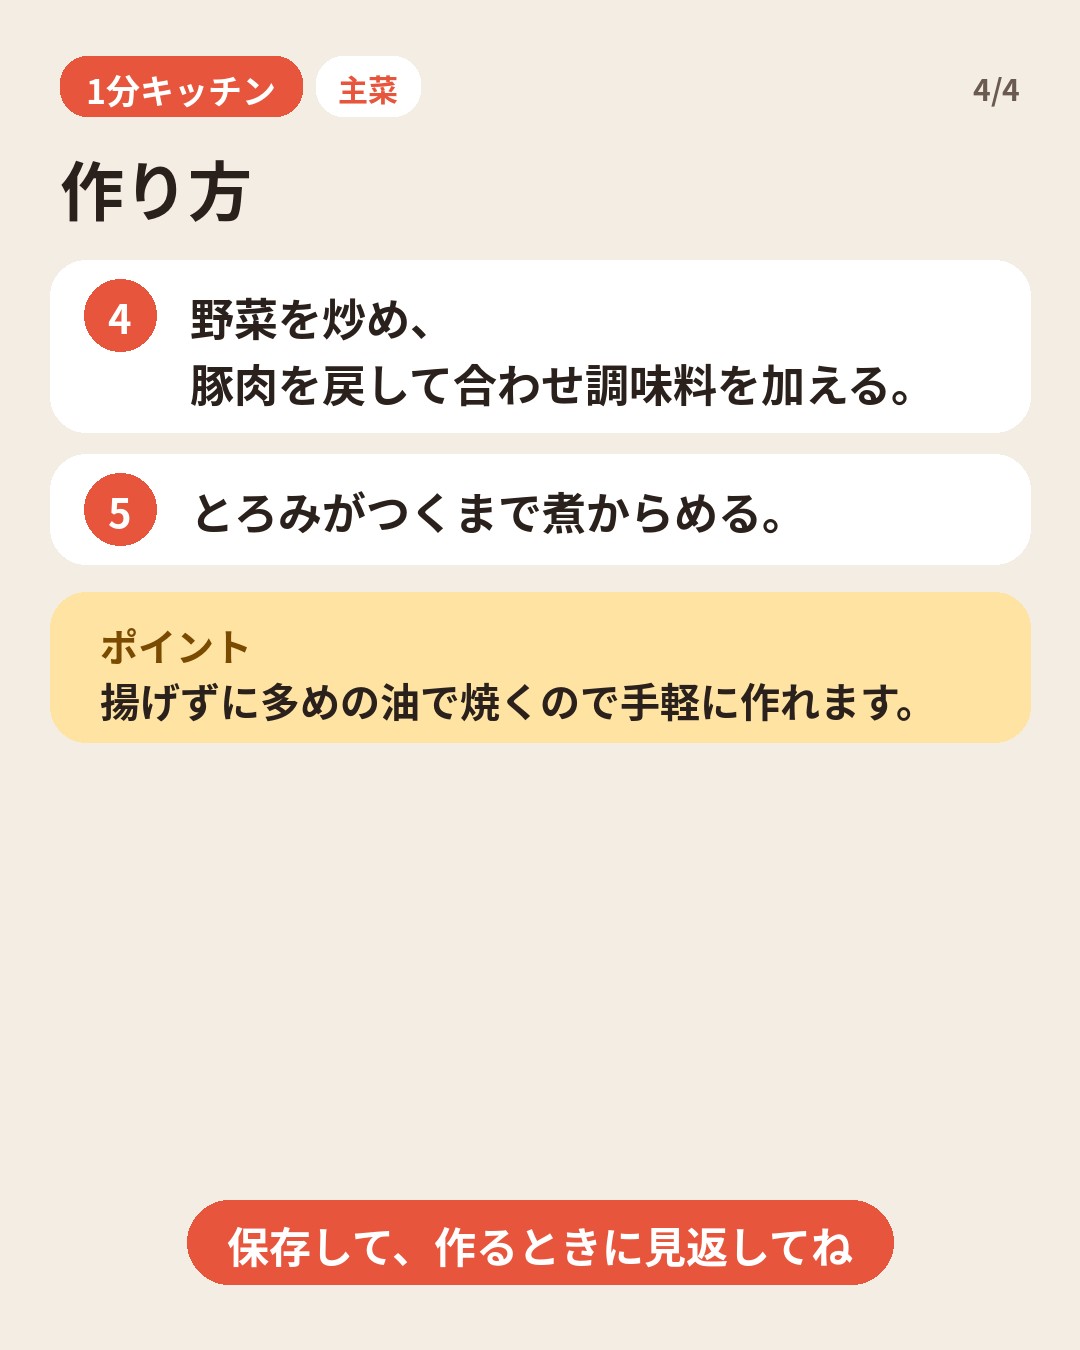 1分キッチン 主菜 4/4
作り方
4 野菜を炒め、
豚肉を戻して合わせ調味料を加える。
5 とろみがつくまで煮からめる。
ポイント
揚げずに多めの油で焼くので手軽に作れます。
保存して、作るときに見返してね